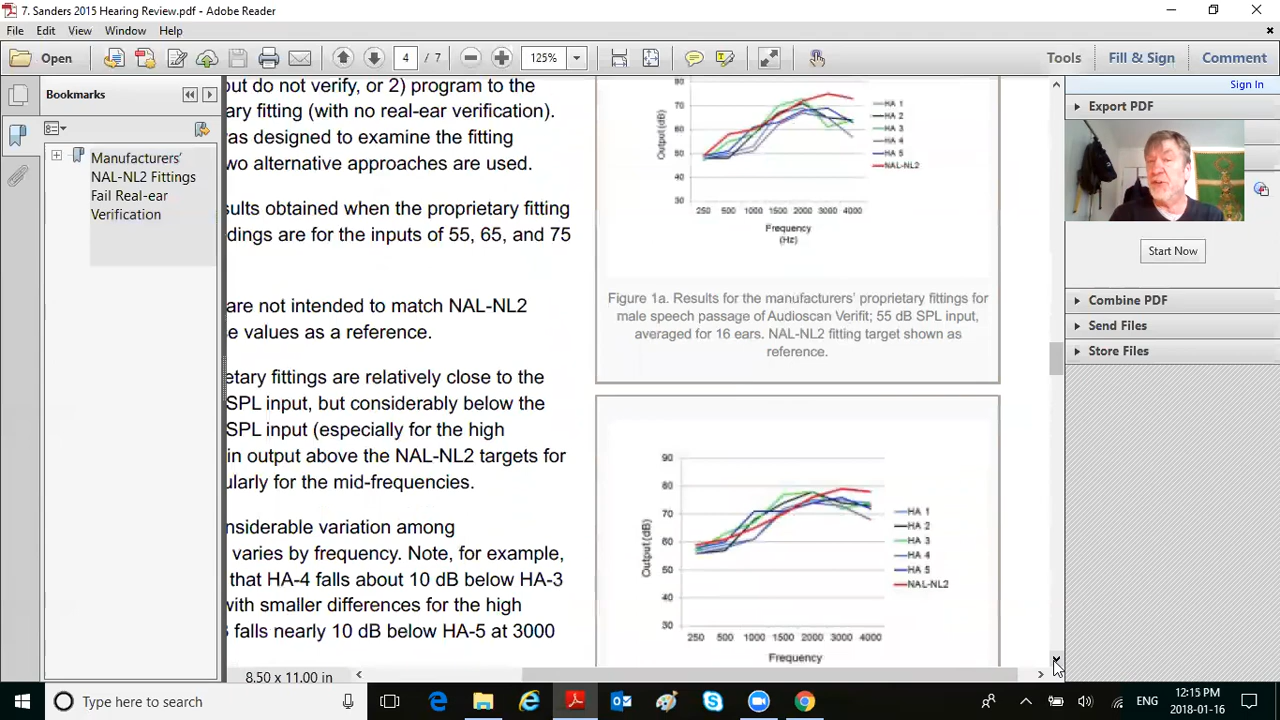 7. Sanders 2015 Hearing Review.pdf - Adobe Reader
File Edit View Window Help
Open 4 / 7 125% Tools Fill & Sign Comment
Sign In
Bookmarks
Manufacturers'
NAL-NL2 Fittings
Fail Real-ear
Verification
out do not verify, or 2) program to the
ary fitting (with no real-ear verification).
was designed to examine the fitting
wo alternative approaches are used.
sults obtained when the proprietary fitting
dings are for the inputs of 55, 65, and 75
are not intended to match NAL-NL2
se values as a reference.
etary fittings are relatively close to the
SPL input, but considerably below the
SPL input (especially for the high
in output above the NAL-NL2 targets for
ularly for the mid-frequencies.
nsiderable variation among
varies by frequency. Note, for example,
that HA-4 falls about 10 dB below HA-3
with smaller differences for the high
falls nearly 10 dB below HA-5 at 3000
80
70
60
50
40
30
Output (dB)
250 500 1000 1500 2000 3000 4000
Frequency
(Hz)
HA 1
HA 2
HA 3
HA 4
HA 5
NAL-NL2
Figure 1a. Results for the manufacturers' proprietary fittings for
male speech passage of Audioscan Verifit; 55 dB SPL input,
averaged for 16 ears. NAL-NL2 fitting target shown as
reference.
90
80
70
60
50
40
30
Output (dB)
250 500 1000 1500 2000 3000 4000
Frequency
HA 1
HA 2
HA 3
HA 4
HA 5
NAL-NL2
8.50 x 11.00 in
Export PDF
Start Now
Combine PDF
Send Files
Store Files
Type here to search
ENG
12:15 PM
2018-01-16